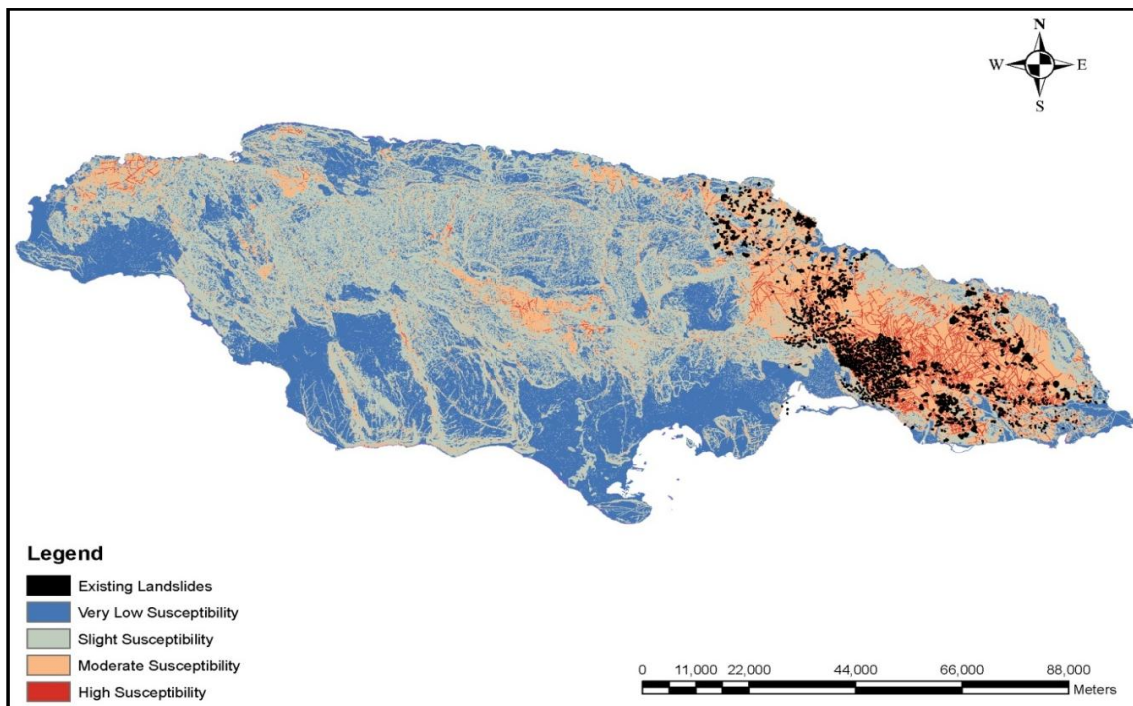 N
W E
S
Legend
Existing Landslides
Very Low Susceptibility
Slight Susceptibility
Moderate Susceptibility
High Susceptibility
0 11,000 22,000 44,000 66,000 88,000
Meters